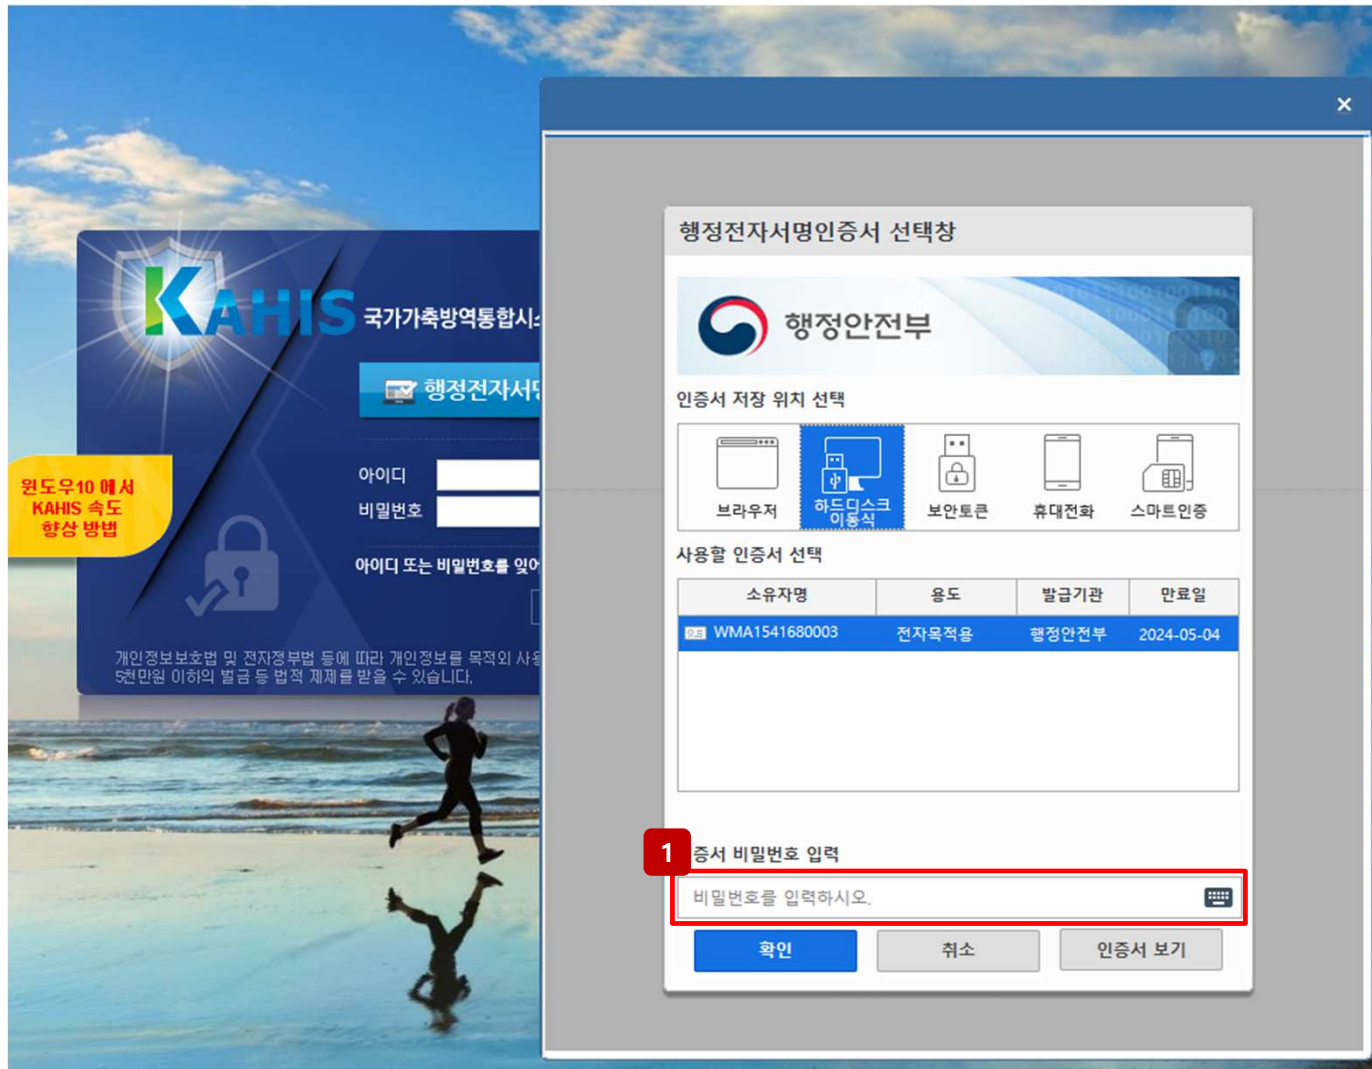 ×
행정전자서명인증서 선택창
행정안전부
인증서 저장 위치 선택
브라우저
하드디스크
이동식
보안토큰
휴대전화
스마트인증
사용할 인증서 선택
소유자명 용도 발급기관 만료일
WMA1541680003 전자목적용 행정안전부 2024-05-04
1
증서 비밀번호 입력
비밀번호를 입력하시오.
확인 취소 인증서 보기
KAHIS 국가가축방역통합시스
행정전자서명
아이디
비밀번호
아이디 또는 비밀번호를 잊어
개인정보보호법 및 전자정부법 등에 따라 개인정보를 목적외 사용
5천만원 이하의 벌금 등 법적 제제를 받을 수 있습니다.
윈도우10 에서
KAHIS 속도
향상 방법